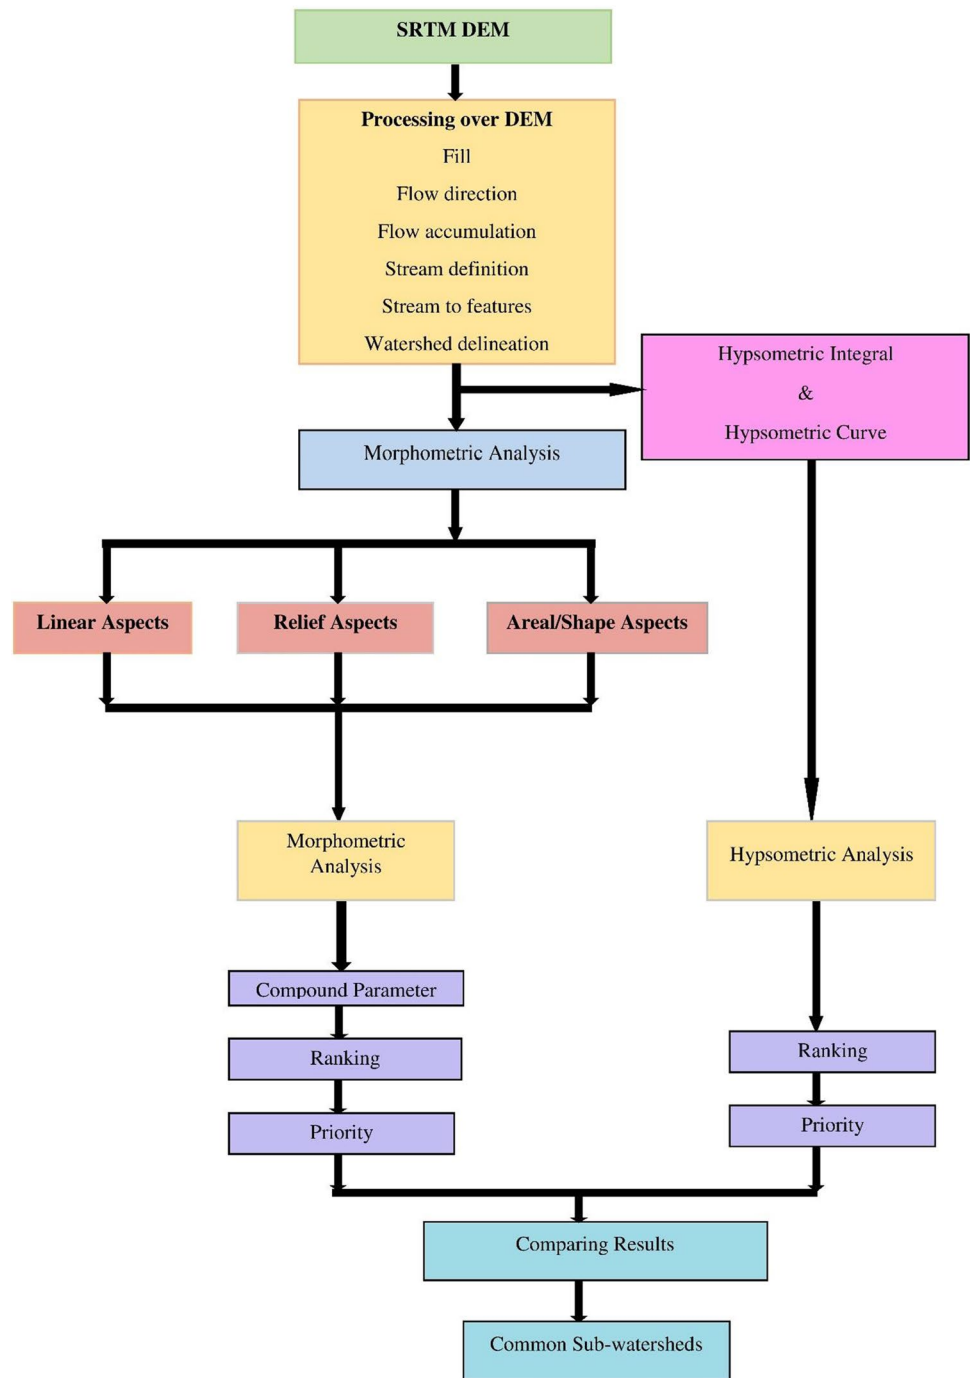 SRTM DEM
Processing over DEM
Fill
Flow direction
Flow accumulation
Stream definition
Stream to features
Watershed delineation
Hypsometric Integral
&
Hypsometric Curve
Morphometric Analysis
Linear Aspects
Relief Aspects
Areal/Shape Aspects
Morphometric
Analysis
Hypsometric Analysis
Compound Parameter
Ranking
Priority
Ranking
Priority
Comparing Results
Common Sub-watersheds